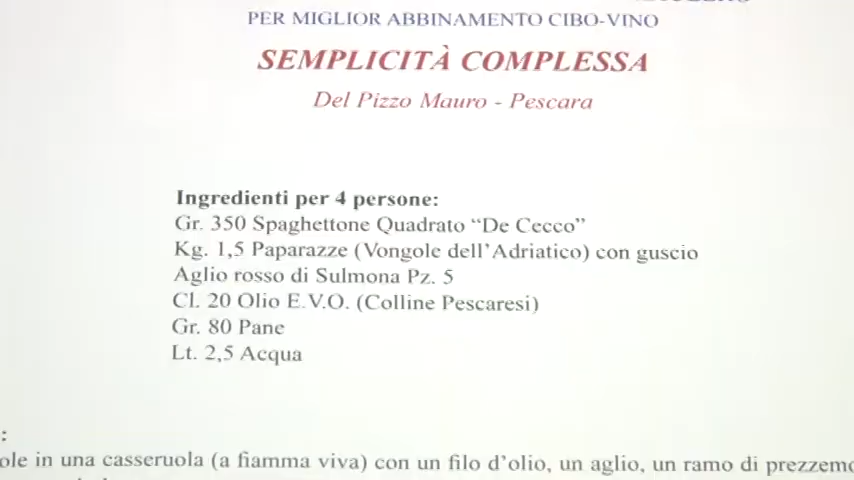 PER MIGLIOR ABBINAMENTO CIBO-VINO
SEMPLICITÀ COMPLESSA
Del Pizzo Mauro - Pescara
Ingredienti per 4 persone:
Gr. 350 Spaghettone Quadrato “De Cecco”
Kg. 1,5 Paparazze (Vongole dell’Adriatico) con guscio
Aglio rosso di Sulmona Pz. 5
Cl. 20 Olio E.V.O. (Colline Pescaresi)
Gr. 80 Pane
Lt. 2,5 Acqua
:
ole in una casseruola (a fiamma viva) con un filo d’olio, un aglio, un ramo di prezzemo